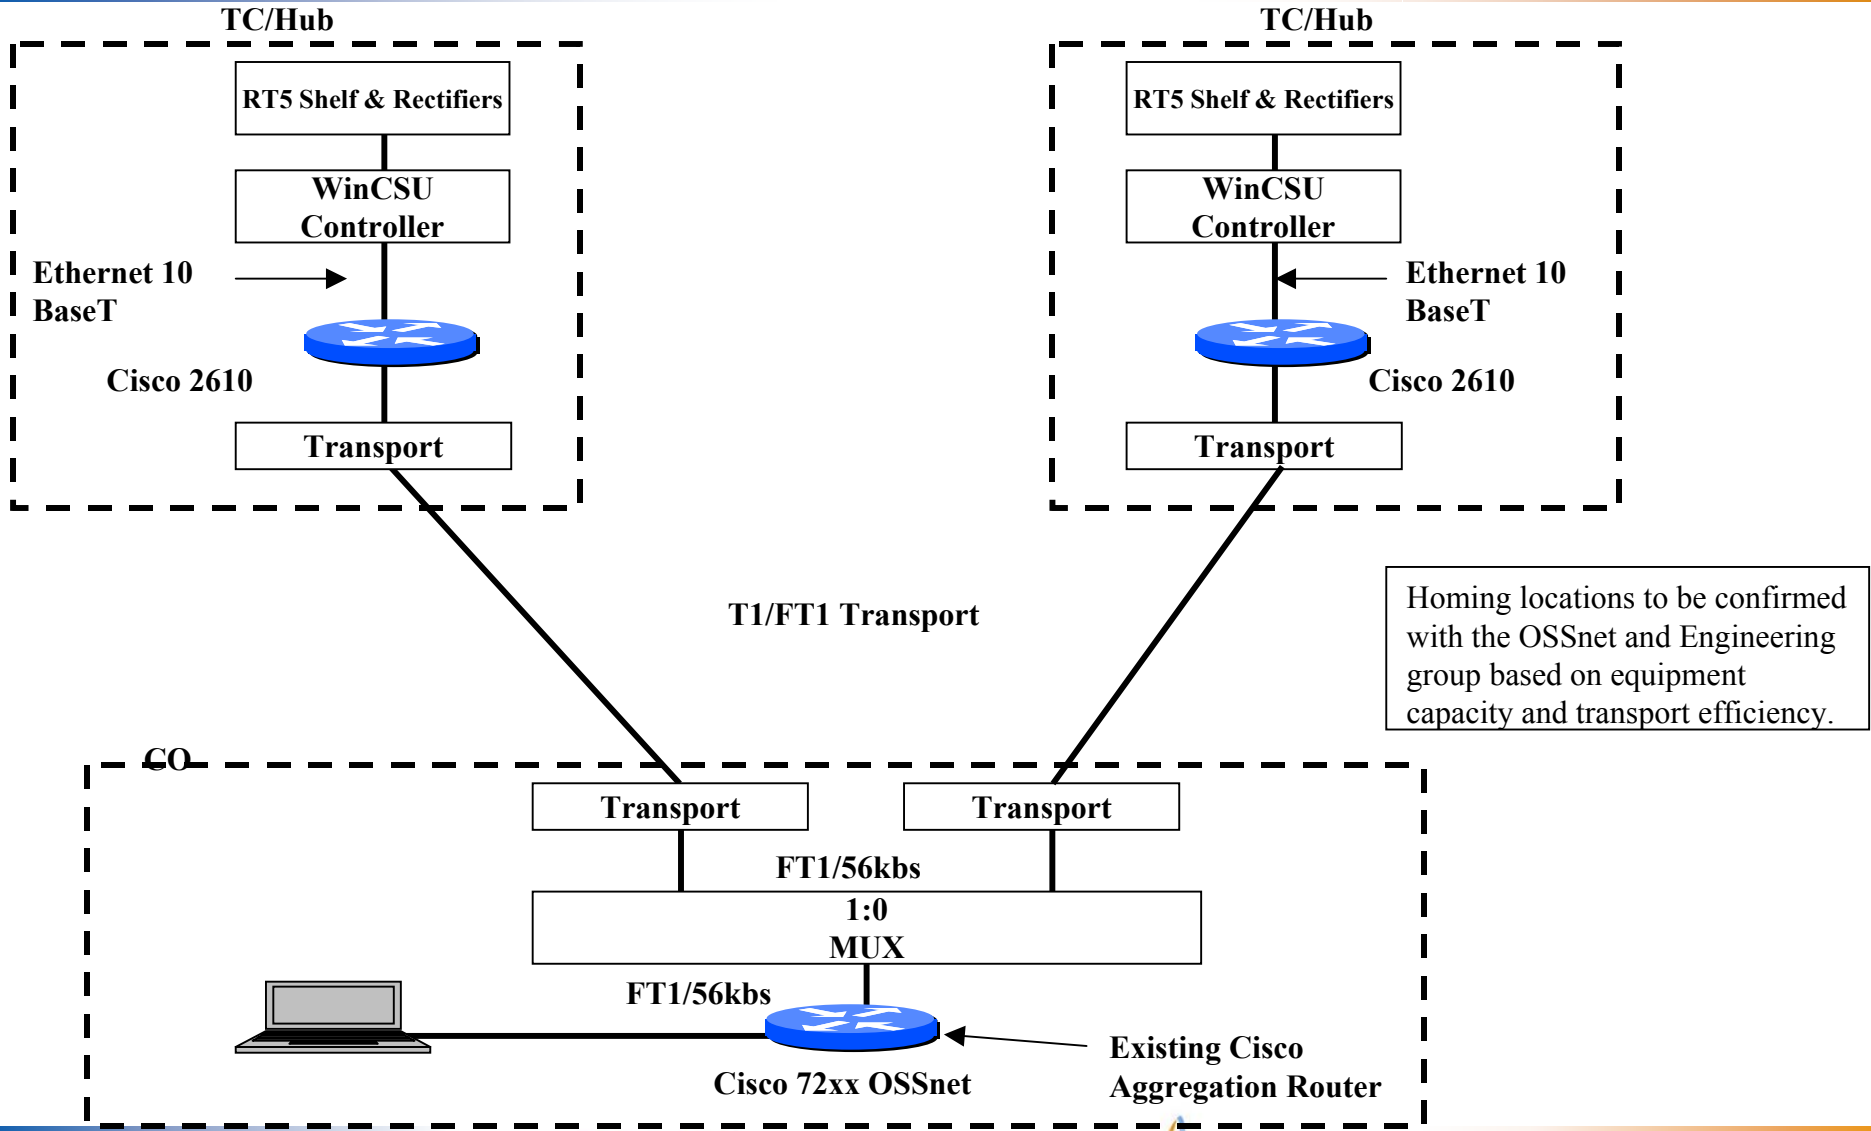 TC/Hub
TC/Hub
RT5 Shelf & Rectifiers
RT5 Shelf & Rectifiers
WinCSU
Controller
WinCSU
Controller
Ethernet 10
BaseT
Ethernet 10
BaseT
Cisco 2610
Cisco 2610
Transport
Transport
T1/FT1 Transport
Homing locations to be confirmed
with the OSSnet and Engineering
group based on equipment
capacity and transport efficiency.
CO
Transport
Transport
FT1/56kbs
1:0
MUX
FT1/56kbs
Existing Cisco
Aggregation Router
Cisco 72xx OSSnet